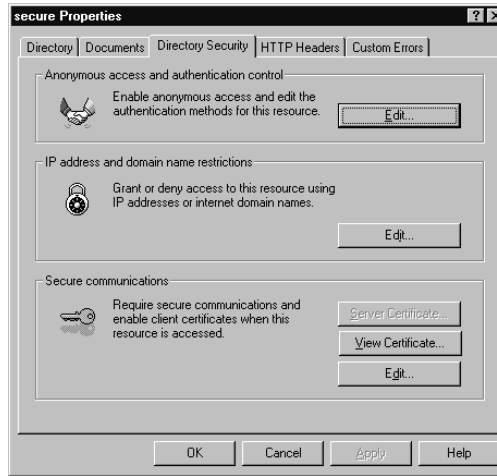 secure Properties
Directory
Documents
Directory Security
HTTP Headers
Custom Errors
Anonymous access and authentication control
Enable anonymous access and edit the
authentication methods for this resource.
Edit...
IP address and domain name restrictions
Grant or deny access to this resource using
IP addresses or internet domain names.
Edit...
Secure communications
Require secure communications and
enable client certificates when this
resource is accessed.
Server Certificate...
View Certificate...
Edit...
OK
Cancel
Apply
Help